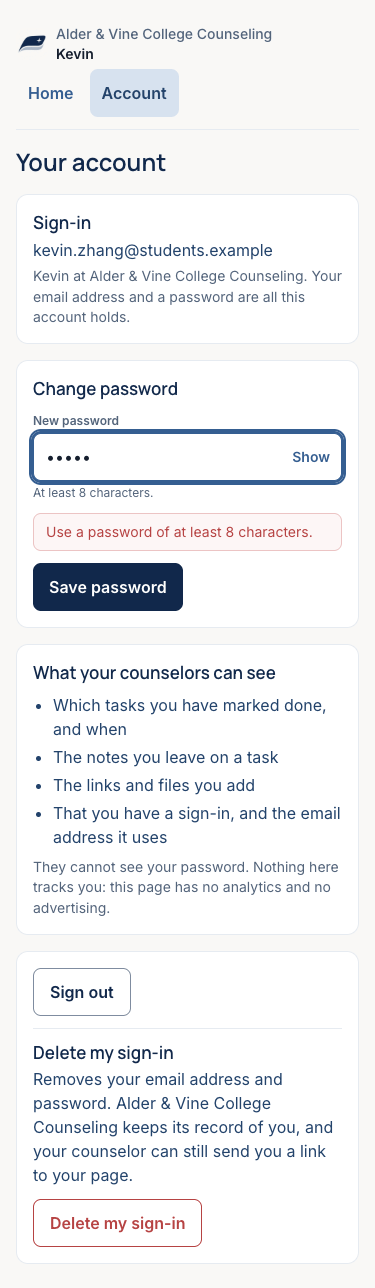 Alder & Vine College Counseling
Kevin
Home Account
Your account
Sign-in
kevin.zhang@students.example
Kevin at Alder & Vine College Counseling. Your
email address and a password are all this
account holds.
Change password
New password
••••• Show
At least 8 characters.
Use a password of at least 8 characters.
Save password
What your counselors can see
• Which tasks you have marked done,
and when
• The notes you leave on a task
• The links and files you add
• That you have a sign-in, and the email
address it uses
They cannot see your password. Nothing here
tracks you: this page has no analytics and no
advertising.
Sign out
Delete my sign-in
Removes your email address and
password. Alder & Vine College
Counseling keeps its record of you, and
your counselor can still send you a link
to your page.
Delete my sign-in